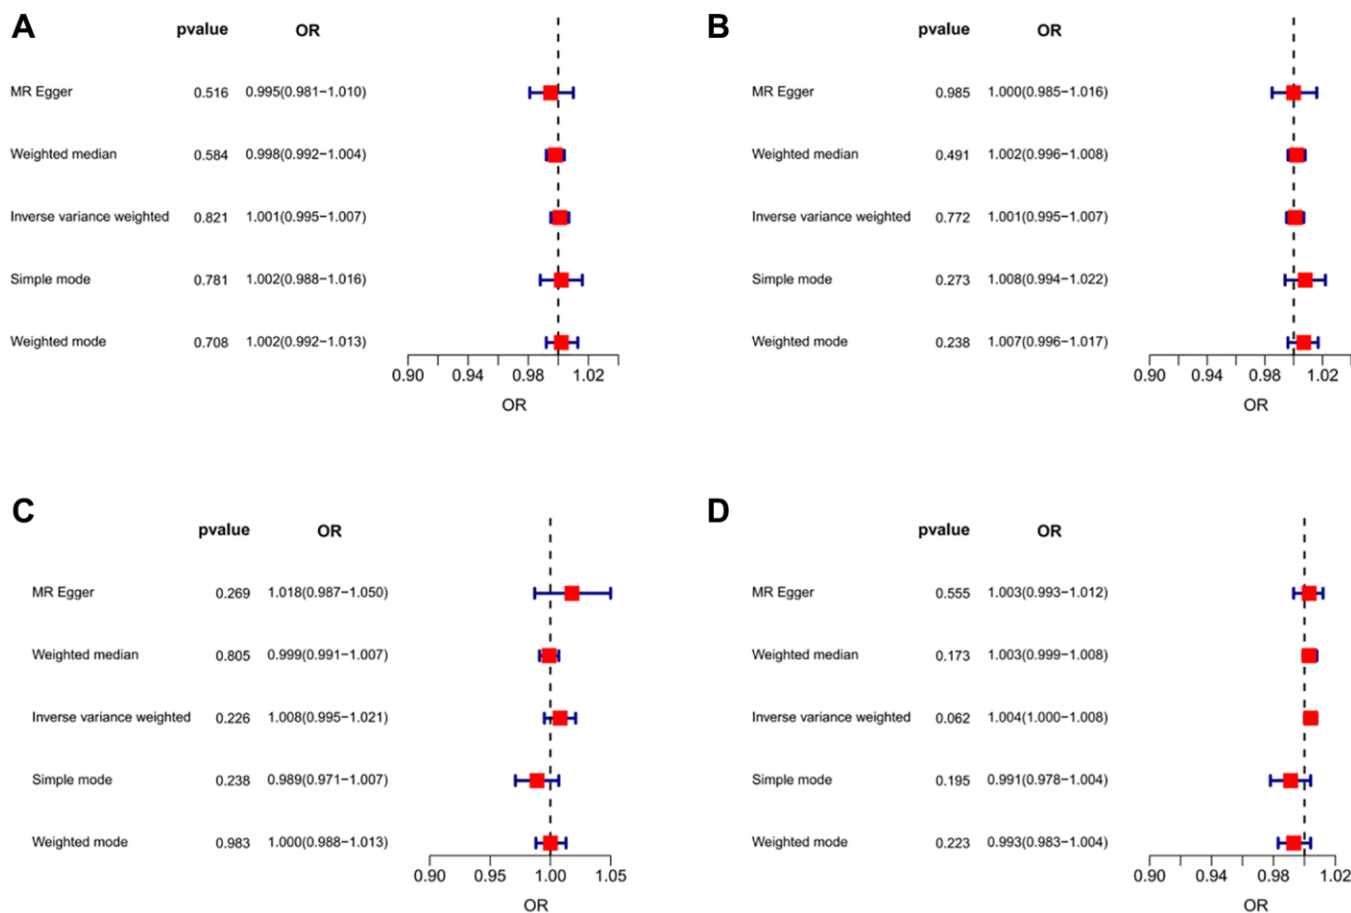 A
pvalue OR
MR Egger 0.516 0.995(0.981−1.010)
Weighted median 0.584 0.998(0.992−1.004)
Inverse variance weighted 0.821 1.001(0.995−1.007)
Simple mode 0.781 1.002(0.988−1.016)
Weighted mode 0.708 1.002(0.992−1.013)
0.90 0.94 0.98 1.02
OR
B
pvalue OR
MR Egger 0.985 1.000(0.985−1.016)
Weighted median 0.491 1.002(0.996−1.008)
Inverse variance weighted 0.772 1.001(0.995−1.007)
Simple mode 0.273 1.008(0.994−1.022)
Weighted mode 0.238 1.007(0.996−1.017)
0.90 0.94 0.98 1.02
OR
C
pvalue OR
MR Egger 0.269 1.018(0.987−1.050)
Weighted median 0.805 0.999(0.991−1.007)
Inverse variance weighted 0.226 1.008(0.995−1.021)
Simple mode 0.238 0.989(0.971−1.007)
Weighted mode 0.983 1.000(0.988−1.013)
0.90 0.95 1.00 1.05
OR
D
pvalue OR
MR Egger 0.555 1.003(0.993−1.012)
Weighted median 0.173 1.003(0.999−1.008)
Inverse variance weighted 0.062 1.004(1.000−1.008)
Simple mode 0.195 0.991(0.978−1.004)
Weighted mode 0.223 0.993(0.983−1.004)
0.90 0.94 0.98 1.02
OR